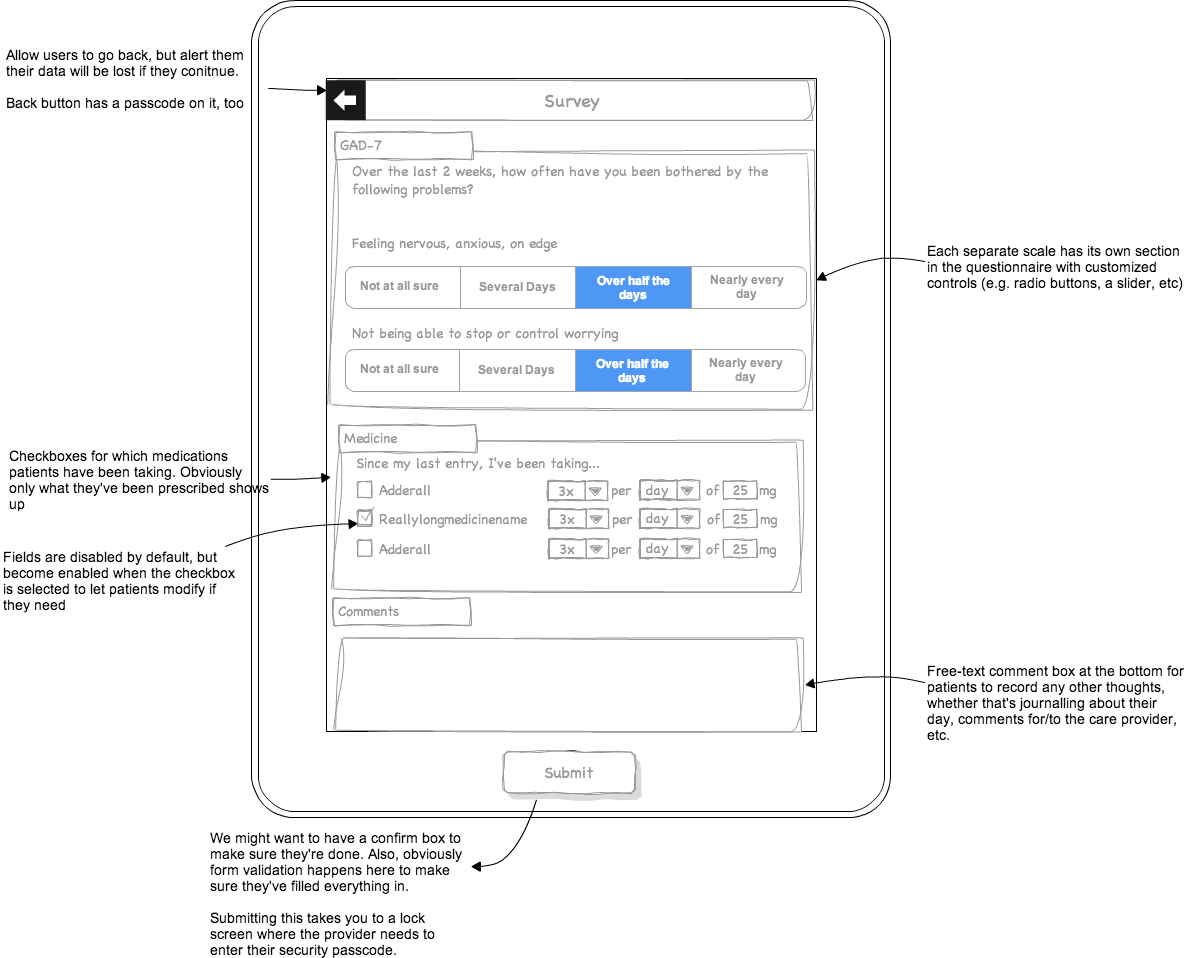 Allow users to go back, but alert them
their data will be lost if they conitnue.
Back button has a passcode on it, too
Survey
GAD-7
Over the last 2 weeks, how often have you been bothered by the
following problems?
Feeling nervous, anxious, on edge
Not at all sure
Several Days
Over half the
days
Nearly every
day
Not being able to stop or control worrying
Not at all sure
Several Days
Over half the
days
Nearly every
day
Each separate scale has its own section
in the questionnaire with customized
controls (e.g. radio buttons, a slider, etc)
Medicine
Since my last entry, I've been taking...
Adderall 3x per day of 25 mg
Reallylongmedicinename 3x per day of 25 mg
Adderall 3x per day of 25 mg
Checkboxes for which medications
patients have been taking. Obviously
only what they've been prescribed shows
up
Fields are disabled by default, but
become enabled when the checkbox
is selected to let patients modify if
they need
Comments
Free-text comment box at the bottom for
patients to record any other thoughts,
whether that's journalling about their
day, comments for/to the care provider,
etc.
Submit
We might want to have a confirm box to
make sure they're done. Also, obviously
form validation happens here to make
sure they've filled everything in.
Submitting this takes you to a lock
screen where the provider needs to
enter their security passcode.